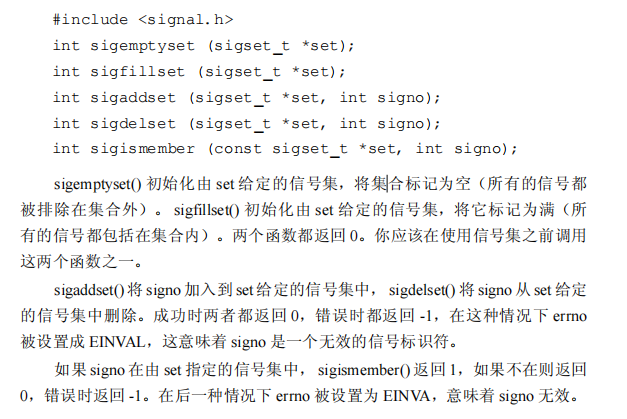 #include <signal.h>
int sigemptyset (sigset_t *set);
int sigfillset (sigset_t *set);
int sigaddset (sigset_t *set, int signo);
int sigdelset (sigset_t *set, int signo);
int sigismember (const sigset_t *set, int signo);
sigemptyset() 初始化由 set 给定的信号集，将集合标记为空（所有的信号都
被排除在集合外）。 sigfillset() 初始化由 set 给定的信号集，将它标记为满（所
有的信号都包括在集合内）。两个函数都返回 0。你应该在使用信号集之前调用
这两个函数之一。
sigaddset() 将 signo 加入到 set 给定的信号集中， sigdelset() 将 signo 从 set 给定
的信号集中删除。成功时两者都返回 0，错误时都返回 -1，在这种情况下 errno
被设置成 EINVAL，这意味着 signo 是一个无效的信号标识符。
如果 signo 在由 set 指定的信号集中， sigismember() 返回 1，如果不在则返回
0，错误时返回 -1。在后一种情况下 errno 被设置为 EINVA，意味着 signo 无效。